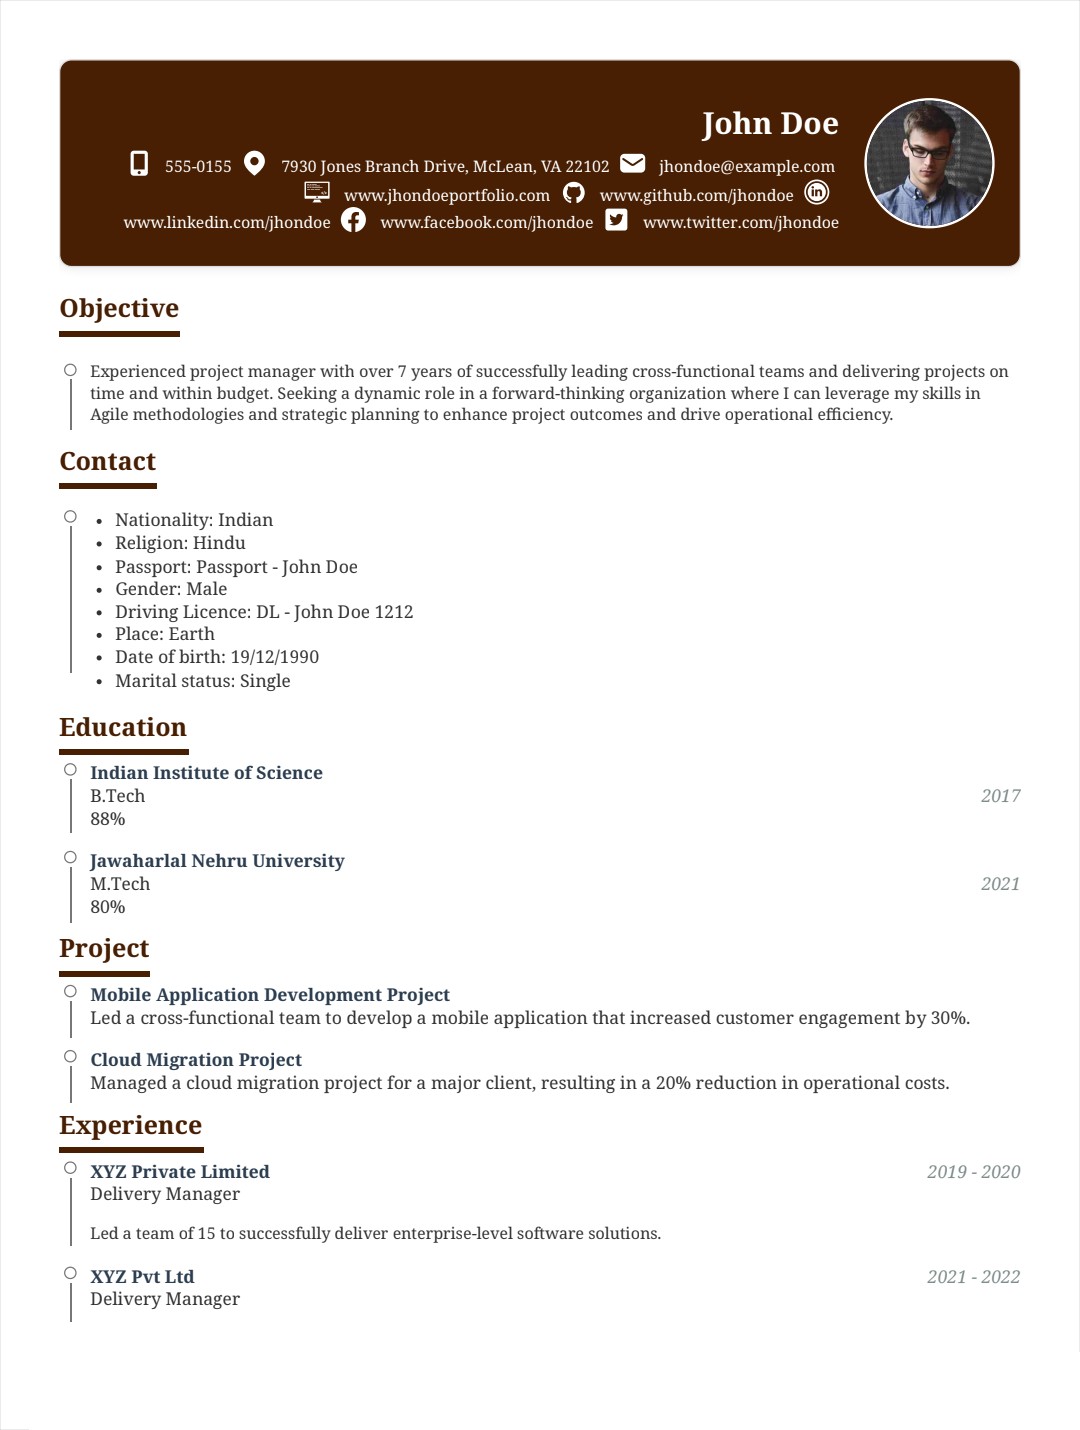 John Doe
555-0155 7930 Jones Branch Drive, McLean, VA 22102 jhondoe@example.com
www.jhondoeportfolio.com www.github.com/jhondoe
www.linkedin.com/jhondoe www.facebook.com/jhondoe www.twitter.com/jhondoe
Objective
Experienced project manager with over 7 years of successfully leading cross-functional teams and delivering projects on
time and within budget. Seeking a dynamic role in a forward-thinking organization where I can leverage my skills in
Agile methodologies and strategic planning to enhance project outcomes and drive operational efficiency.
Contact
• Nationality: Indian
• Religion: Hindu
• Passport: Passport - John Doe
• Gender: Male
• Driving Licence: DL - John Doe 1212
• Place: Earth
• Date of birth: 19/12/1990
• Marital status: Single
Education
Indian Institute of Science
B.Tech 2017
88%
Jawaharlal Nehru University
M.Tech 2021
80%
Project
Mobile Application Development Project
Led a cross-functional team to develop a mobile application that increased customer engagement by 30%.
Cloud Migration Project
Managed a cloud migration project for a major client, resulting in a 20% reduction in operational costs.
Experience
XYZ Private Limited 2019 - 2020
Delivery Manager
Led a team of 15 to successfully deliver enterprise-level software solutions.
XYZ Pvt Ltd 2021 - 2022
Delivery Manager